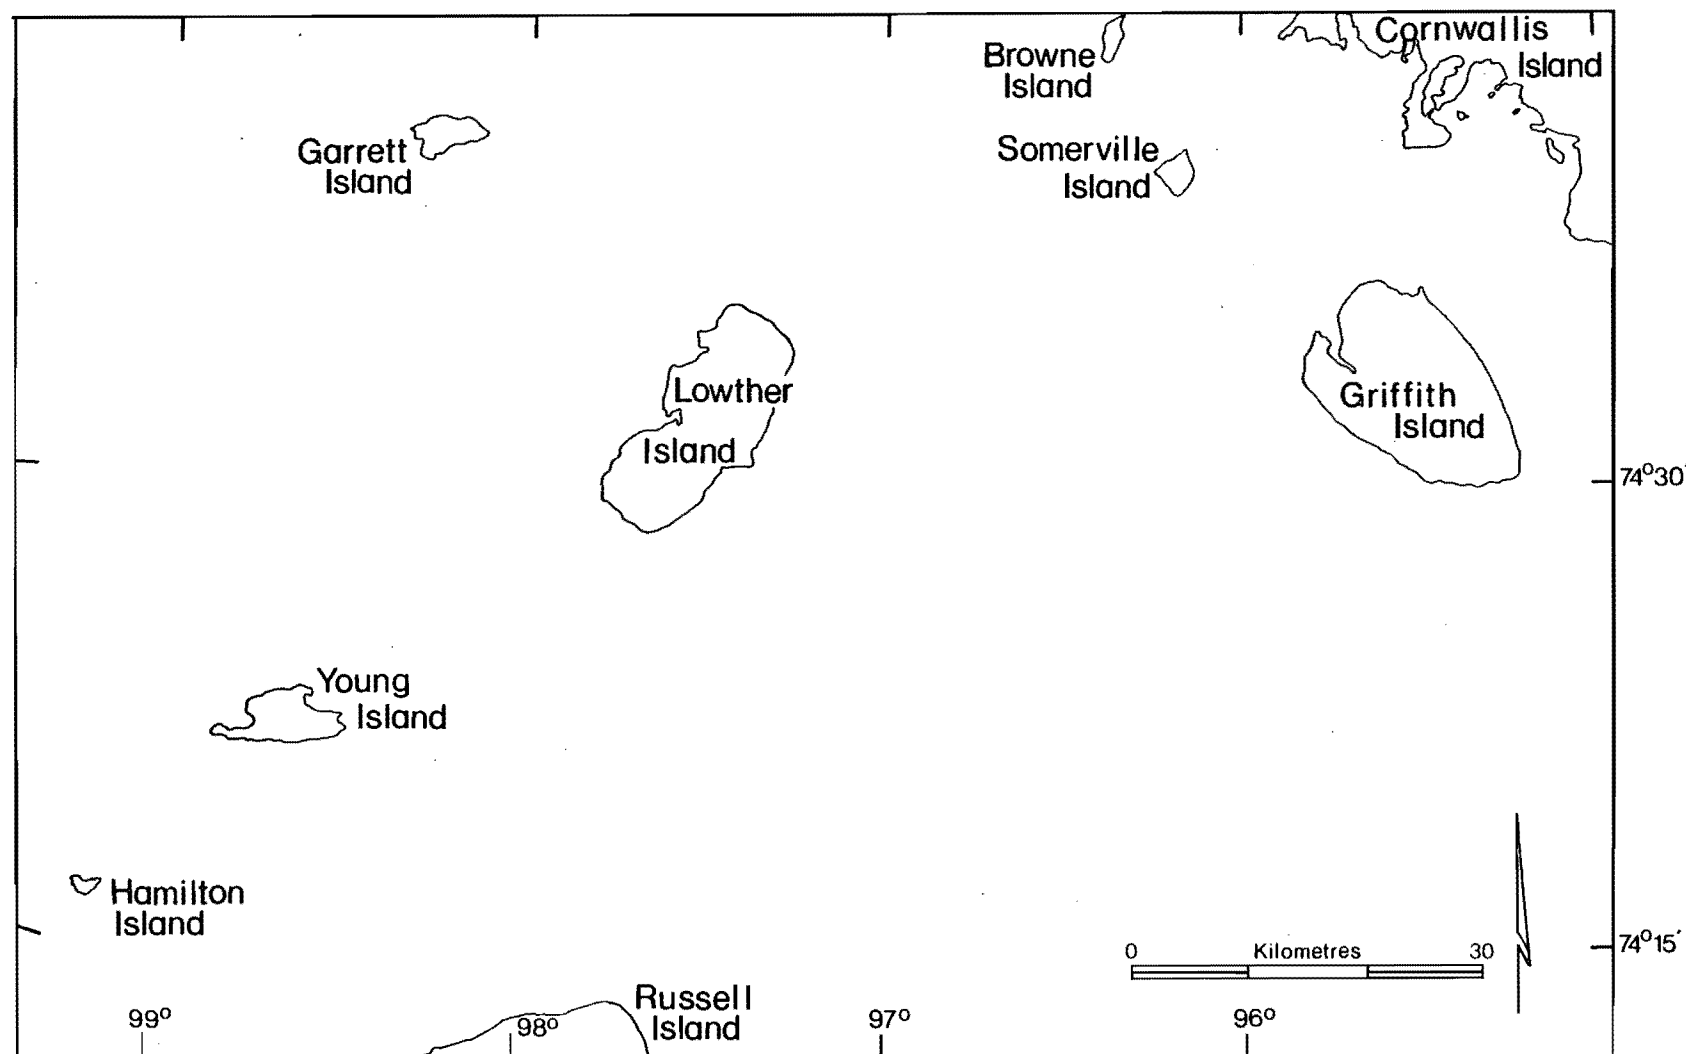 Cornwallis
Island
Browne
Island
Garrett
Island
Somerville
Island
Lowther
Island
Griffith
Island
74°30′
Young
Island
Hamilton
Island
74°15′
0 Kilometres 30
Russell
Island
99° 98° 97° 96°